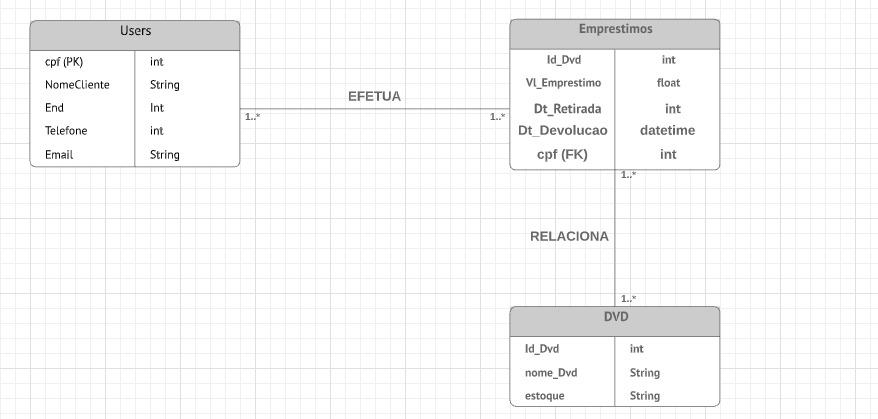 Users
cpf (PK) int
NomeCliente String
End Int
Telefone int
Email String
EFETUA
1..*
1..*
Emprestimos
Id_Dvd int
Vl_Emprestimo float
Dt_Retirada int
Dt_Devolucao datetime
cpf (FK) int
1..*
RELACIONA
1..*
DVD
Id_Dvd int
nome_Dvd String
estoque String